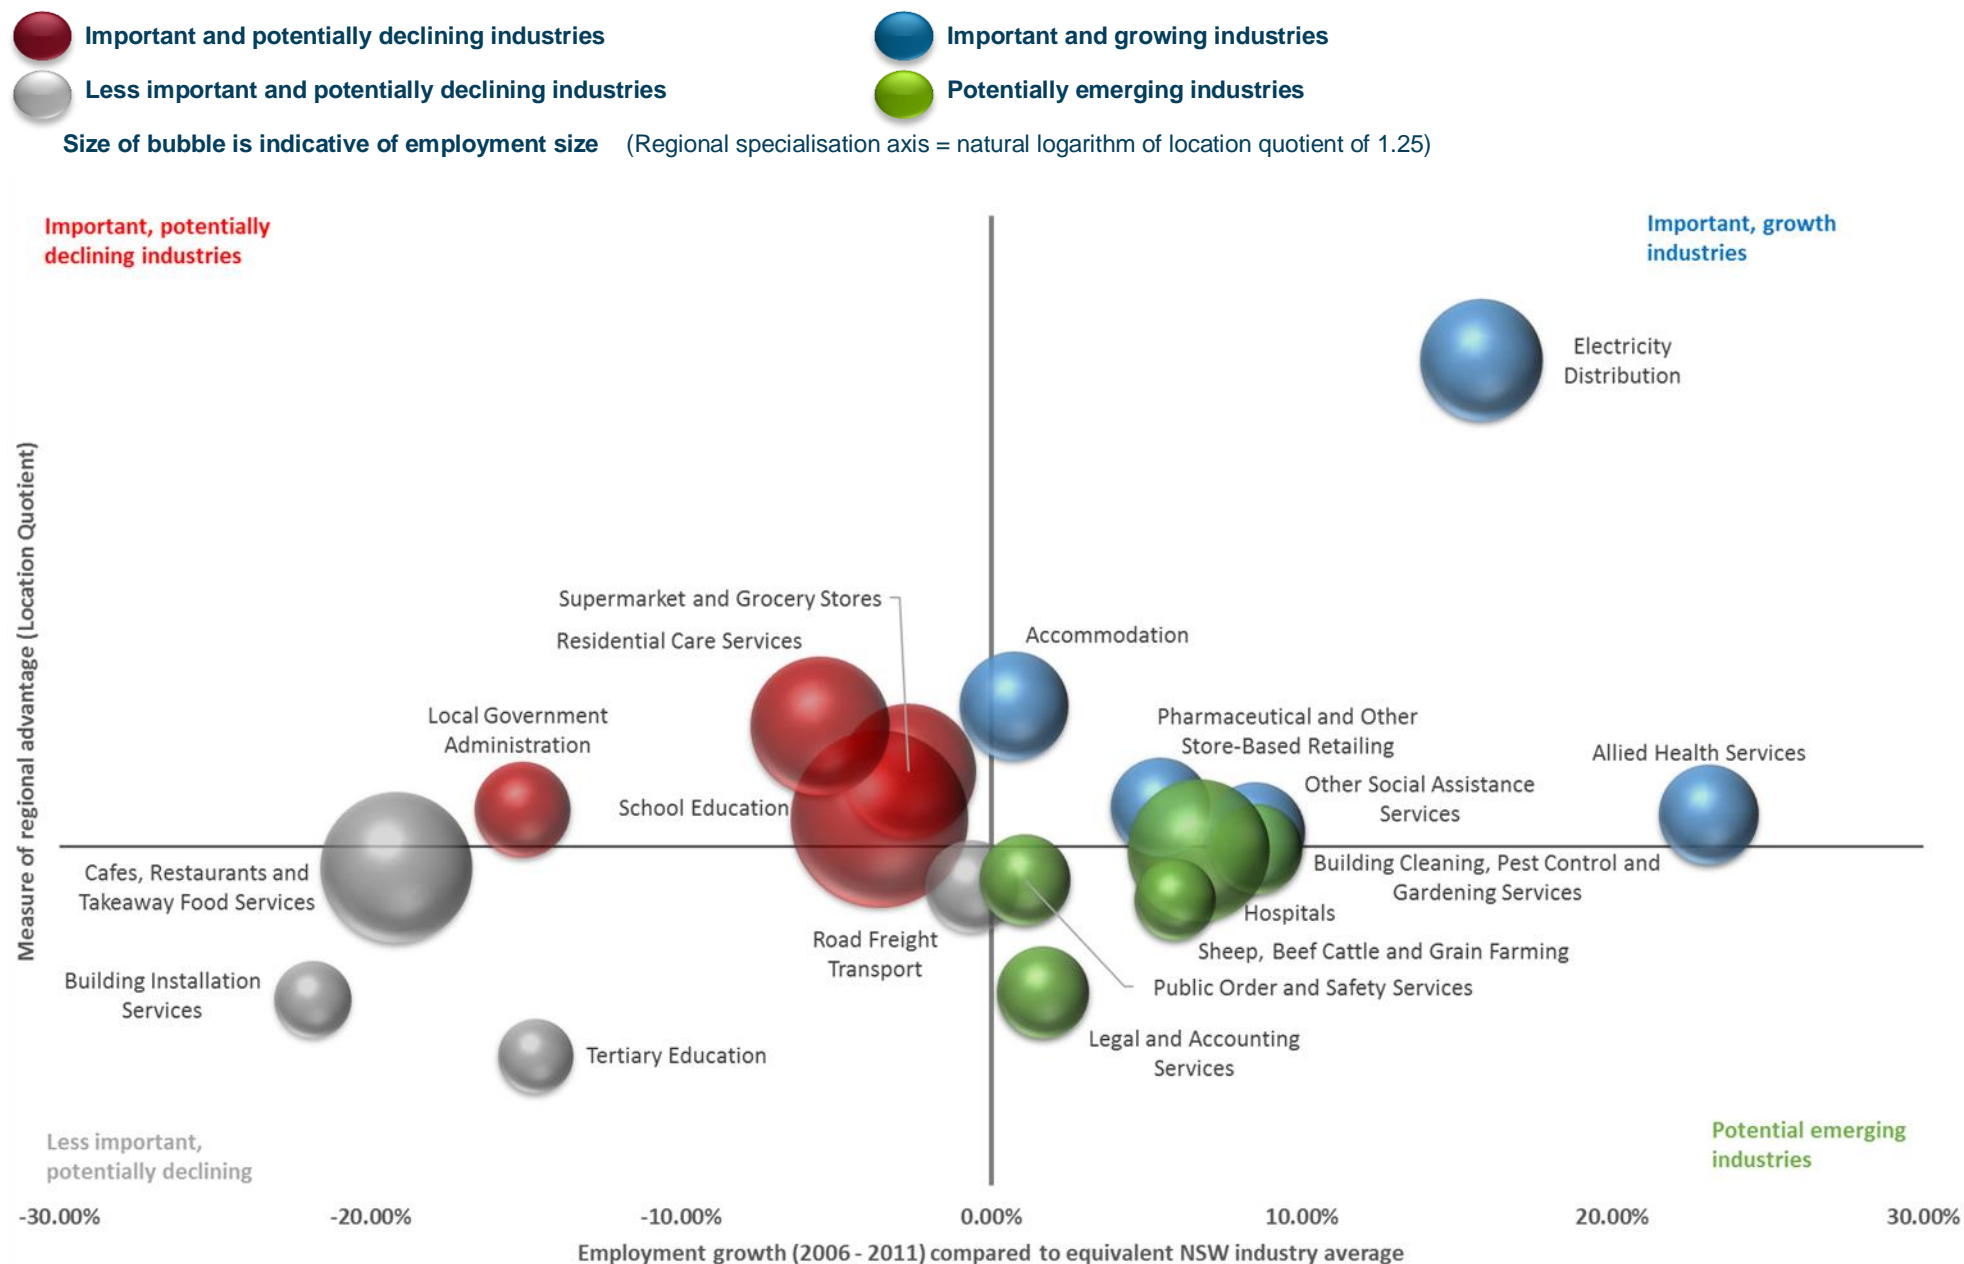 Important and potentially declining industries
Important and growing industries
Less important and potentially declining industries
Potentially emerging industries
Size of bubble is indicative of employment size (Regional specialisation axis = natural logarithm of location quotient of 1.25)
Important, potentially
declining industries
Important, growth
industries
Electricity
Distribution
Measure of regional advantage (Location Quotient)
Supermarket and Grocery Stores
Residential Care Services
Accommodation
Local Government
Administration
Pharmaceutical and Other
Store-Based Retailing
Allied Health Services
Other Social Assistance
Services
School Education
Cafes, Restaurants and
Takeaway Food Services
Building Cleaning, Pest Control and
Gardening Services
Hospitals
Road Freight
Transport
Sheep, Beef Cattle and Grain Farming
Building Installation
Services
Public Order and Safety Services
Legal and Accounting
Services
Tertiary Education
Less important,
potentially declining
Potential emerging
industries
-30.00%
-20.00%
-10.00%
0.00%
10.00%
20.00%
30.00%
Employment growth (2006 - 2011) compared to equivalent NSW industry average